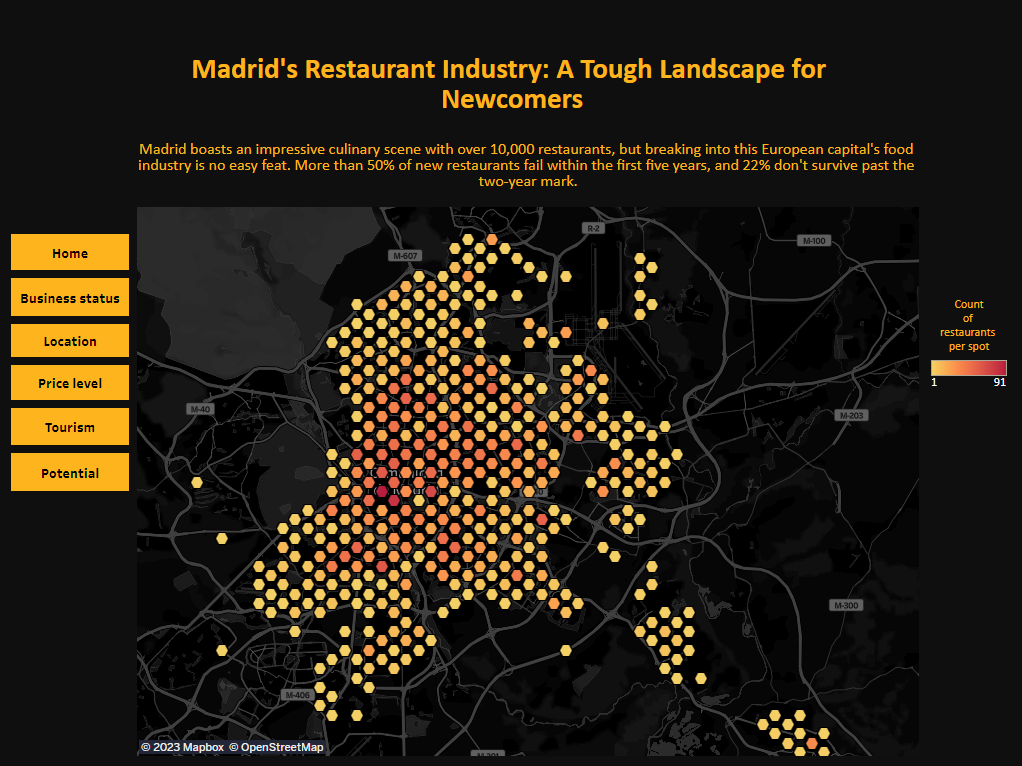 Madrid's Restaurant Industry: A Tough Landscape for
Newcomers
Madrid boasts an impressive culinary scene with over 10,000 restaurants, but breaking into this European capital's food
industry is no easy feat. More than 50% of new restaurants fail within the first five years, and 22% don't survive past the
two-year mark.
Home
Business status
Location
Price level
Tourism
Potential
R-2
M-100
M-607
M-40
M-203
M-300
M-406
Count
of
restaurants
per spot
1
91
© 2023 Mapbox © OpenStreetMap